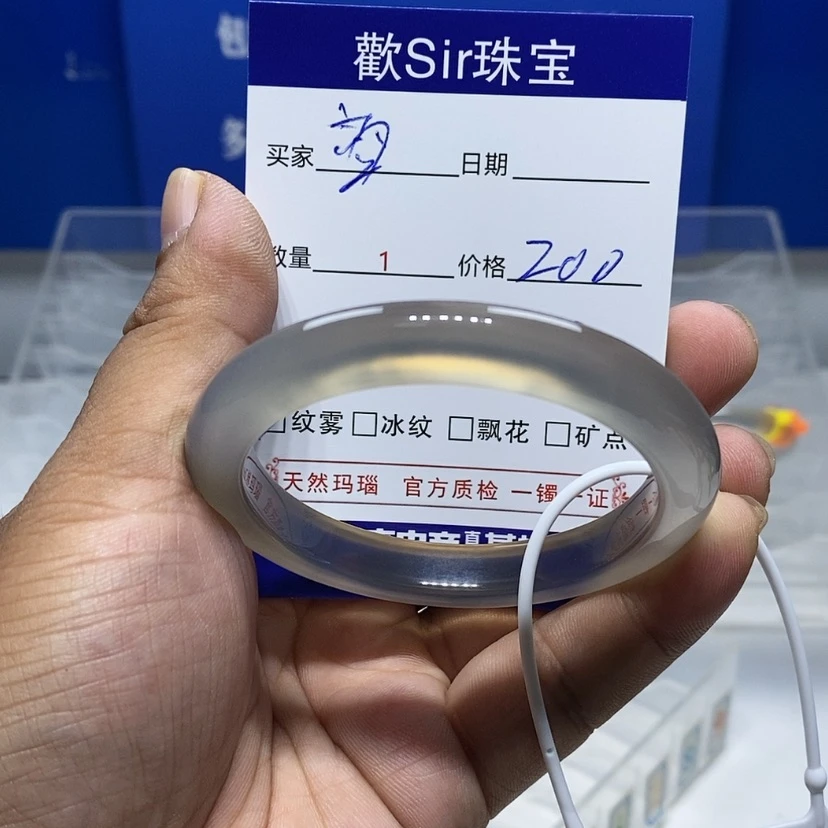 歡Sir珠宝
买家 日期
数量 1 价格 200
纹雾 冰纹 飘花 矿点
天然玛瑙 官方质检 一镯一证